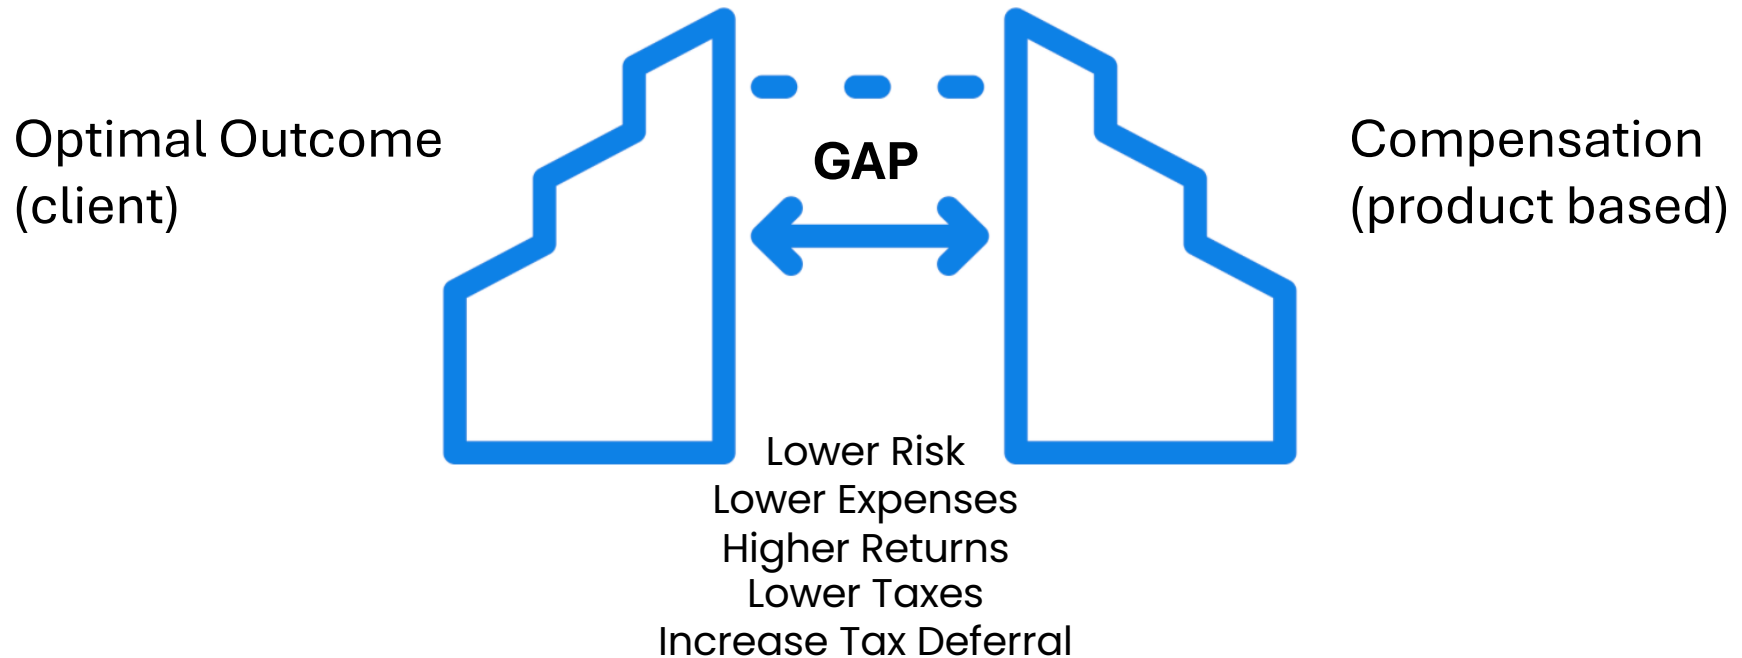 Optimal Outcome
(client)
GAP
Compensation
(product based)
Lower Risk
Lower Expenses
Higher Returns
Lower Taxes
Increase Tax Deferral